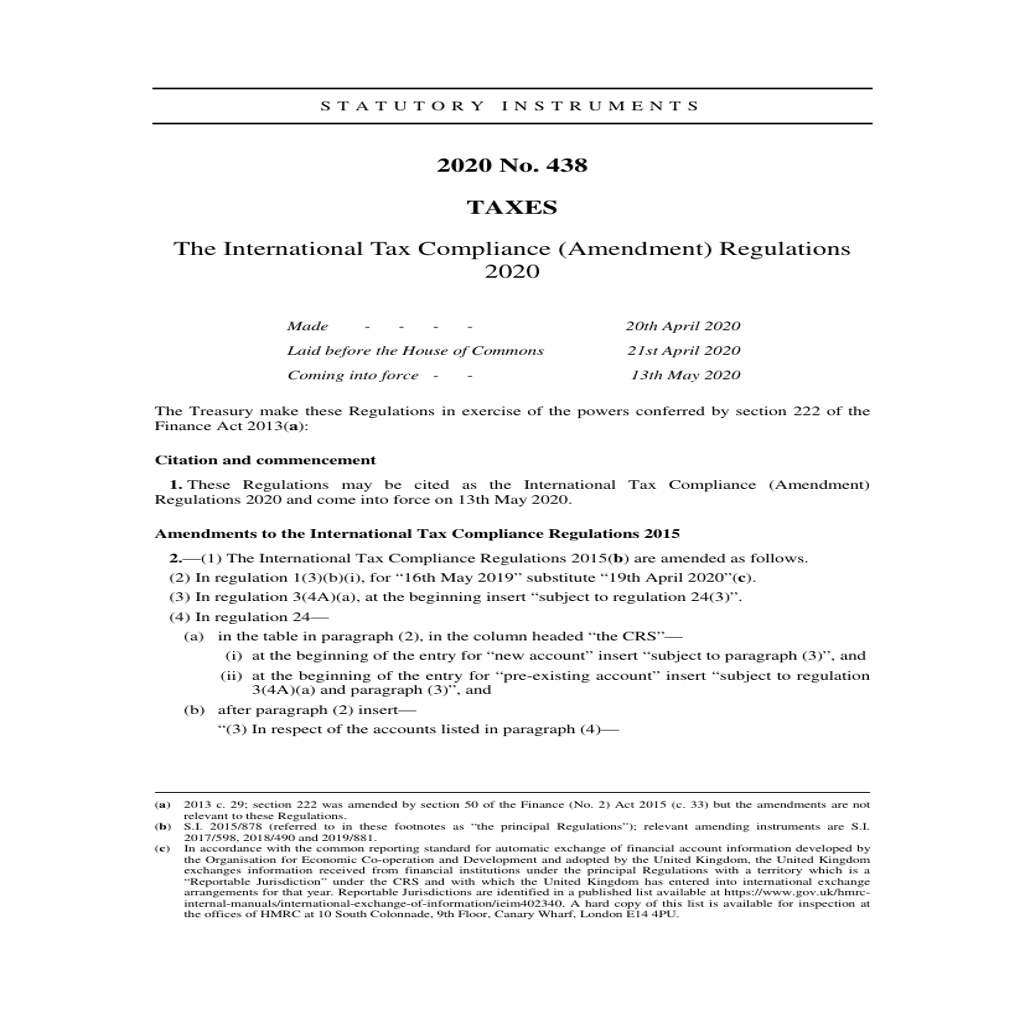 STATUTORY INSTRUMENTS
2020 No. 438
TAXES
The International Tax Compliance (Amendment) Regulations
2020
Made - - - - 20th April 2020
Laid before the House of Commons 21st April 2020
Coming into force - - 13th May 2020
The Treasury make these Regulations in exercise of the powers conferred by section 222 of the
Finance Act 2013(a):
Citation and commencement
1. These Regulations may be cited as the International Tax Compliance (Amendment)
Regulations 2020 and come into force on 13th May 2020.
Amendments to the International Tax Compliance Regulations 2015
2.—(1) The International Tax Compliance Regulations 2015(b) are amended as follows.
(2) In regulation 1(3)(b)(i), for “16th May 2019” substitute “19th April 2020”(c).
(3) In regulation 3(4A)(a), at the beginning insert “subject to regulation 24(3)”.
(4) In regulation 24—
(a) in the table in paragraph (2), in the column headed “the CRS”—
(i) at the beginning of the entry for “new account” insert “subject to paragraph (3)”, and
(ii) at the beginning of the entry for “pre-existing account” insert “subject to regulation
3(4A)(a) and paragraph (3)”, and
(b) after paragraph (2) insert—
“(3) In respect of the accounts listed in paragraph (4)—
(a) 2013 c. 29; section 222 was amended by section 50 of the Finance (No. 2) Act 2015 (c. 33) but the amendments are not
relevant to these Regulations.
(b) S.I. 2015/878 (referred to in these footnotes as “the principal Regulations”); relevant amending instruments are S.I.
2017/598, 2018/490 and 2019/881.
(c) In accordance with the common reporting standard for automatic exchange of financial account information developed by
the Organisation for Economic Co-operation and Development and adopted by the United Kingdom, the United Kingdom
exchanges information received from financial institutions under the principal Regulations with a territory which is a
“Reportable Jurisdiction” under the CRS and with which the United Kingdom has entered into international exchange
arrangements for that year. Reportable Jurisdictions are identified in a published list available at https://www.gov.uk/hmrc-
internal-manuals/international-exchange-of-information/ieim402340. A hard copy of this list is available for inspection at
the offices of HMRC at 10 South Colonnade, 9th Floor, Canary Wharf, London E14 4PU.